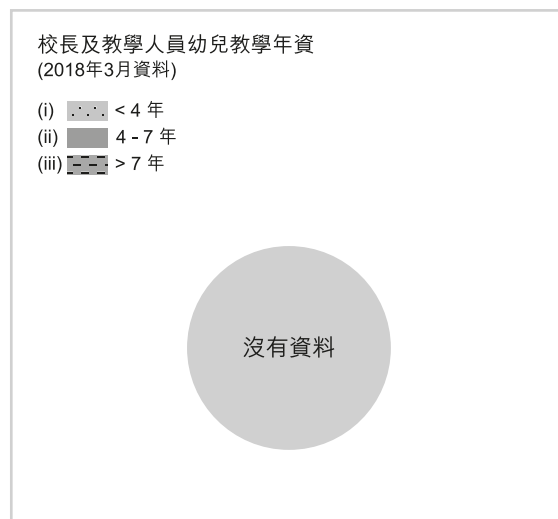 校長及教學人員幼兒教學年資
(2018年3月資料)
(i) < 4 年
(ii) 4 - 7 年
(iii) > 7 年
沒有資料